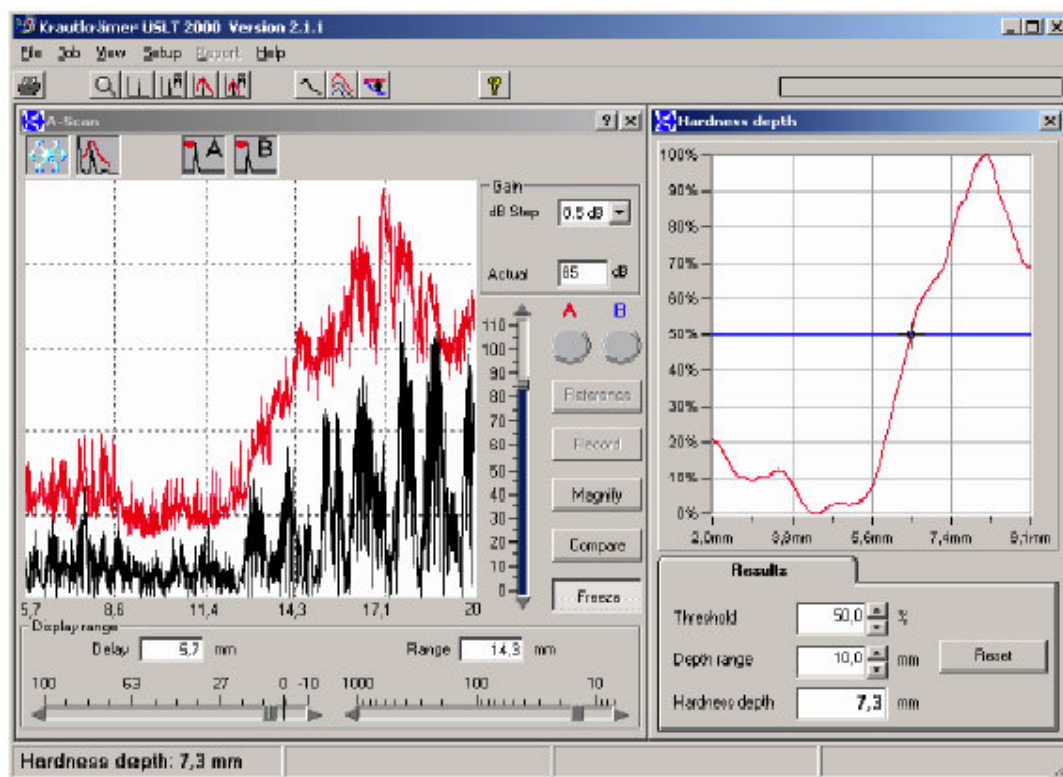 Krautkrämer USLT 2000 Version 2.1.1
File Job View Setup Report Help
A-Scan
A B
Gain
dB Step 0.5 dB
Actual 85 dB
A B
110
100
90
80
70
60
50
40
30
20
10
0
Reference
Record
Magnify
Compare
Freeze
5,7 8,6 11,4 14,3 17,1 20
Display range
Delay 5,7 mm Range 14,3 mm
100 63 27 0 -10 1000 100 10
Hardness depth
100%
90%
80%
70%
60%
50%
40%
30%
20%
10%
0%
2,0mm 3,8mm 5,6mm 7,4mm 9,1mm
Results
Threshold 50,0 %
Depth range 10,0 mm
Reset
Hardness depth 7,3 mm
Hardness depth: 7,3 mm